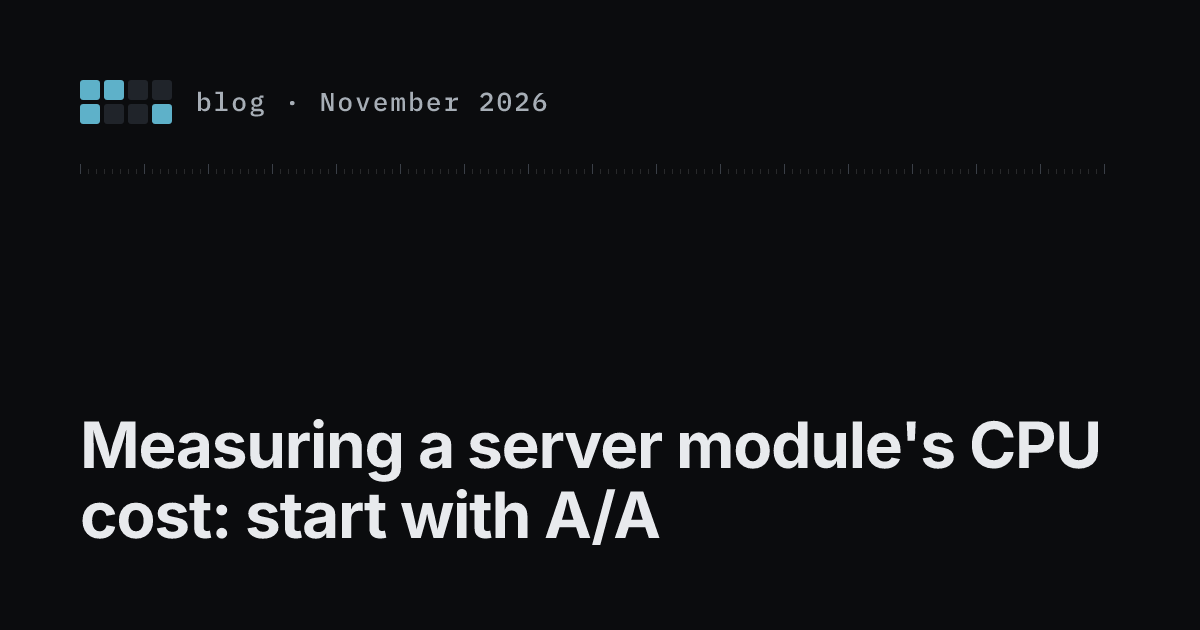 blog · November 2026
Measuring a server module's CPU
cost: start with A/A